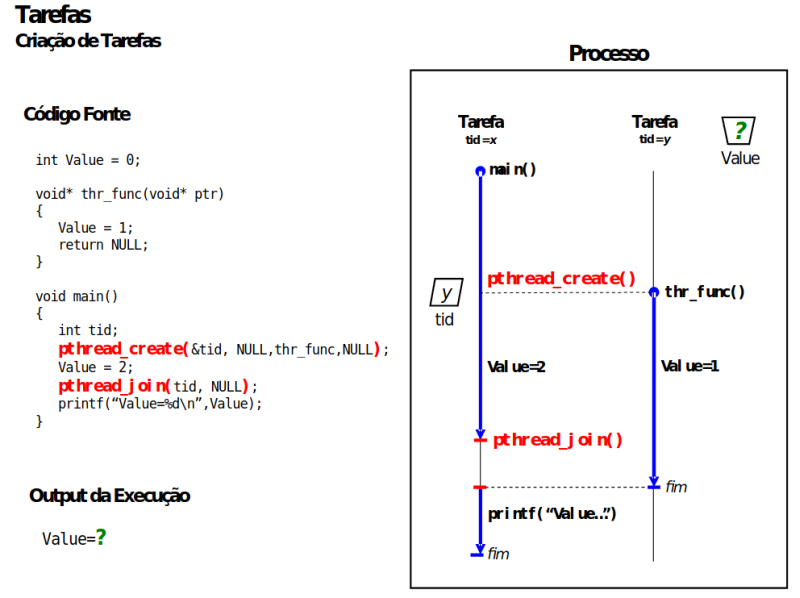 Tarefas
Criação de Tarefas
Código Fonte
int Value = 0;
void* thr_func(void* ptr)
{
Value = 1;
return NULL;
}
void main()
{
int tid;
pthread_create(&tid, NULL,thr_func,NULL);
Value = 2;
pthread_join(tid, NULL);
printf(“Value=%d\n”,Value);
}
Output da Execução
Value=?
Processo
Tarefa
tid=x
Tarefa
tid=y
?
Value
main()
pthread_create()
y
tid
thr_func()
Value=2
Value=1
pthread_join()
fim
printf(“Value…”)
fim